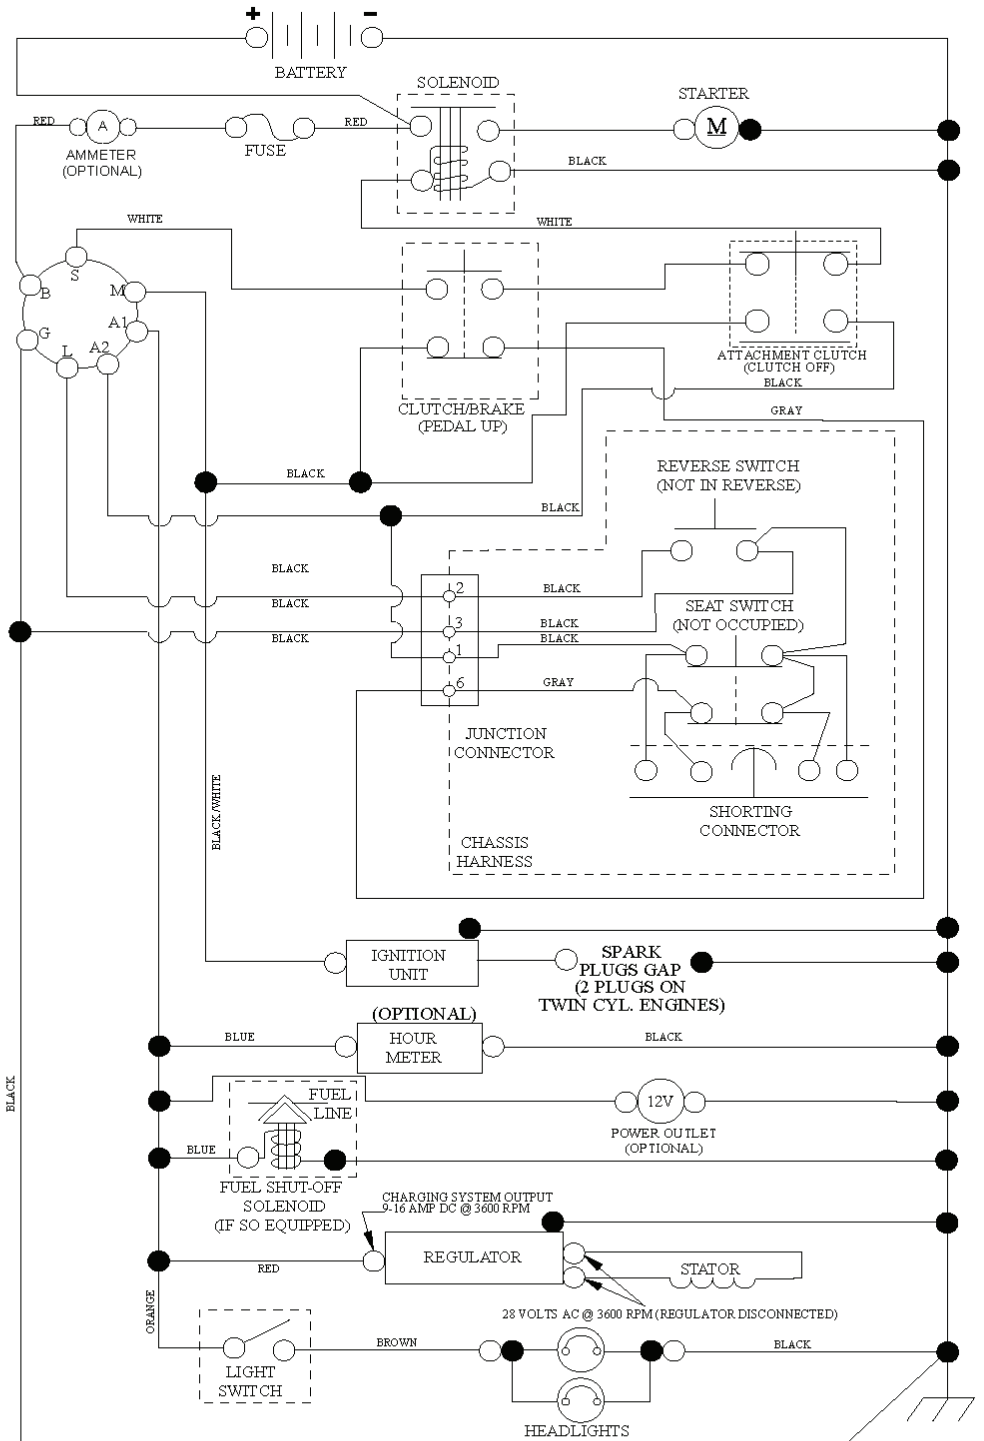 + -
BATTERY
SOLENOID
STARTER
RED
A
RED
M
AMMETER
(OPTIONAL)
FUSE
BLACK
WHITE
WHITE
S
B
M
G
A1
L
A2
ATTACHMENT CLUTCH
(CLUTCH OFF)
BLACK
CLUTCH/BRAKE
(PEDAL UP)
GRAY
REVERSE SWITCH
(NOT IN REVERSE)
BLACK
BLACK
BLACK
2
BLACK
BLACK
SEAT SWITCH
(NOT OCCUPIED)
3
BLACK
BLACK
BLACK
1
6
GRAY
JUNCTION
CONNECTOR
BLACK/WHITE
SHORTING
CONNECTOR
CHASSIS
HARNESS
IGNITION
UNIT
SPARK
PLUGS GAP
(2 PLUGS ON
TWIN CYL. ENGINES)
(OPTIONAL)
BLUE
HOUR
METER
BLACK
BLACK
FUEL
LINE
12V
POWER OUTLET
(OPTIONAL)
BLUE
FUEL SHUT-OFF
SOLENOID
(IF SO EQUIPPED)
CHARGING SYSTEM OUTPUT
9-16 AMP DC @ 3600 RPM
REGULATOR
RED
STATOR
28 VOLTS AC @ 3600 RPM (REGULATOR DISCONNECTED)
ORANGE
BROWN
BLACK
LIGHT
SWITCH
HEADLIGHTS